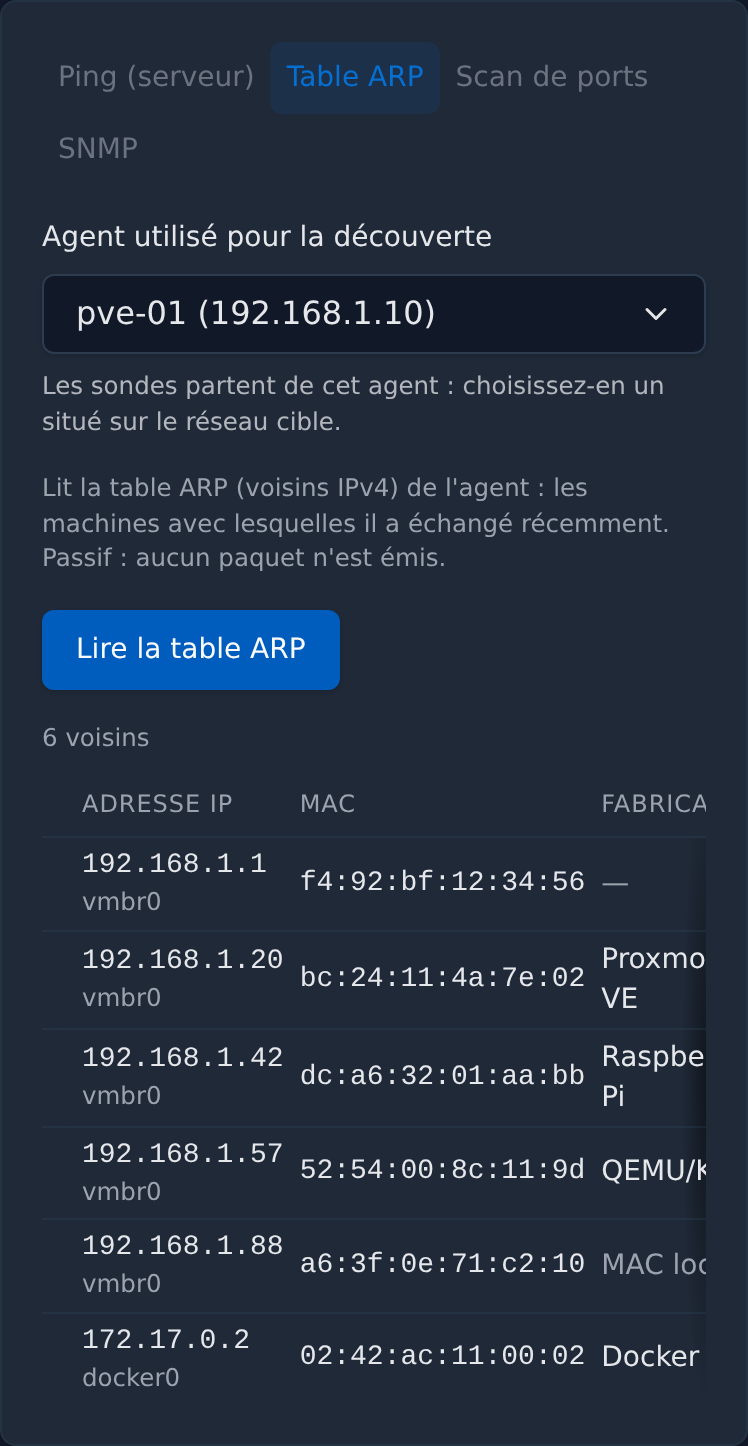 Ping (serveur) Table ARP Scan de ports
SNMP
Agent utilisé pour la découverte
pve-01 (192.168.1.10)
Les sondes partent de cet agent : choisissez-en un
situé sur le réseau cible.
Lit la table ARP (voisins IPv4) de l'agent : les
machines avec lesquelles il a échangé récemment.
Passif : aucun paquet n'est émis.
Lire la table ARP
6 voisins
ADRESSE IP MAC FABRICA
192.168.1.1
vmbr0
f4:92:bf:12:34:56 —
192.168.1.20
vmbr0
bc:24:11:4a:7e:02
Proxmo
VE
192.168.1.42
vmbr0
dc:a6:32:01:aa:bb
Raspbe
Pi
192.168.1.57
vmbr0
52:54:00:8c:11:9d QEMU/K
192.168.1.88
vmbr0
a6:3f:0e:71:c2:10 MAC loc
172.17.0.2
docker0
02:42:ac:11:00:02 Docker